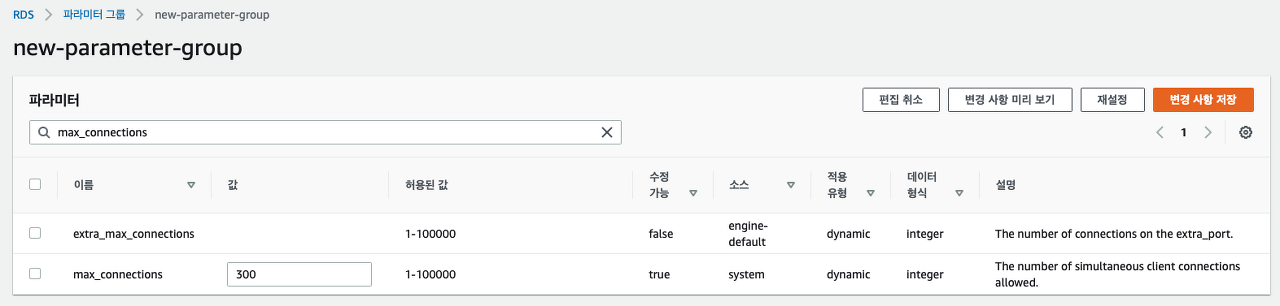 RDS > 파라미터 그룹 > new-parameter-group
new-parameter-group
파라미터
편집 취소
변경 사항 미리 보기
재설정
변경 사항 저장
max_connections
1
이름 값 허용된 값 수정 가능 소스 적용 유형 데이터 형식 설명
extra_max_connections 1-100000 false engine-default dynamic integer The number of connections on the extra_port.
max_connections 300 1-100000 true system dynamic integer The number of simultaneous client connections allowed.